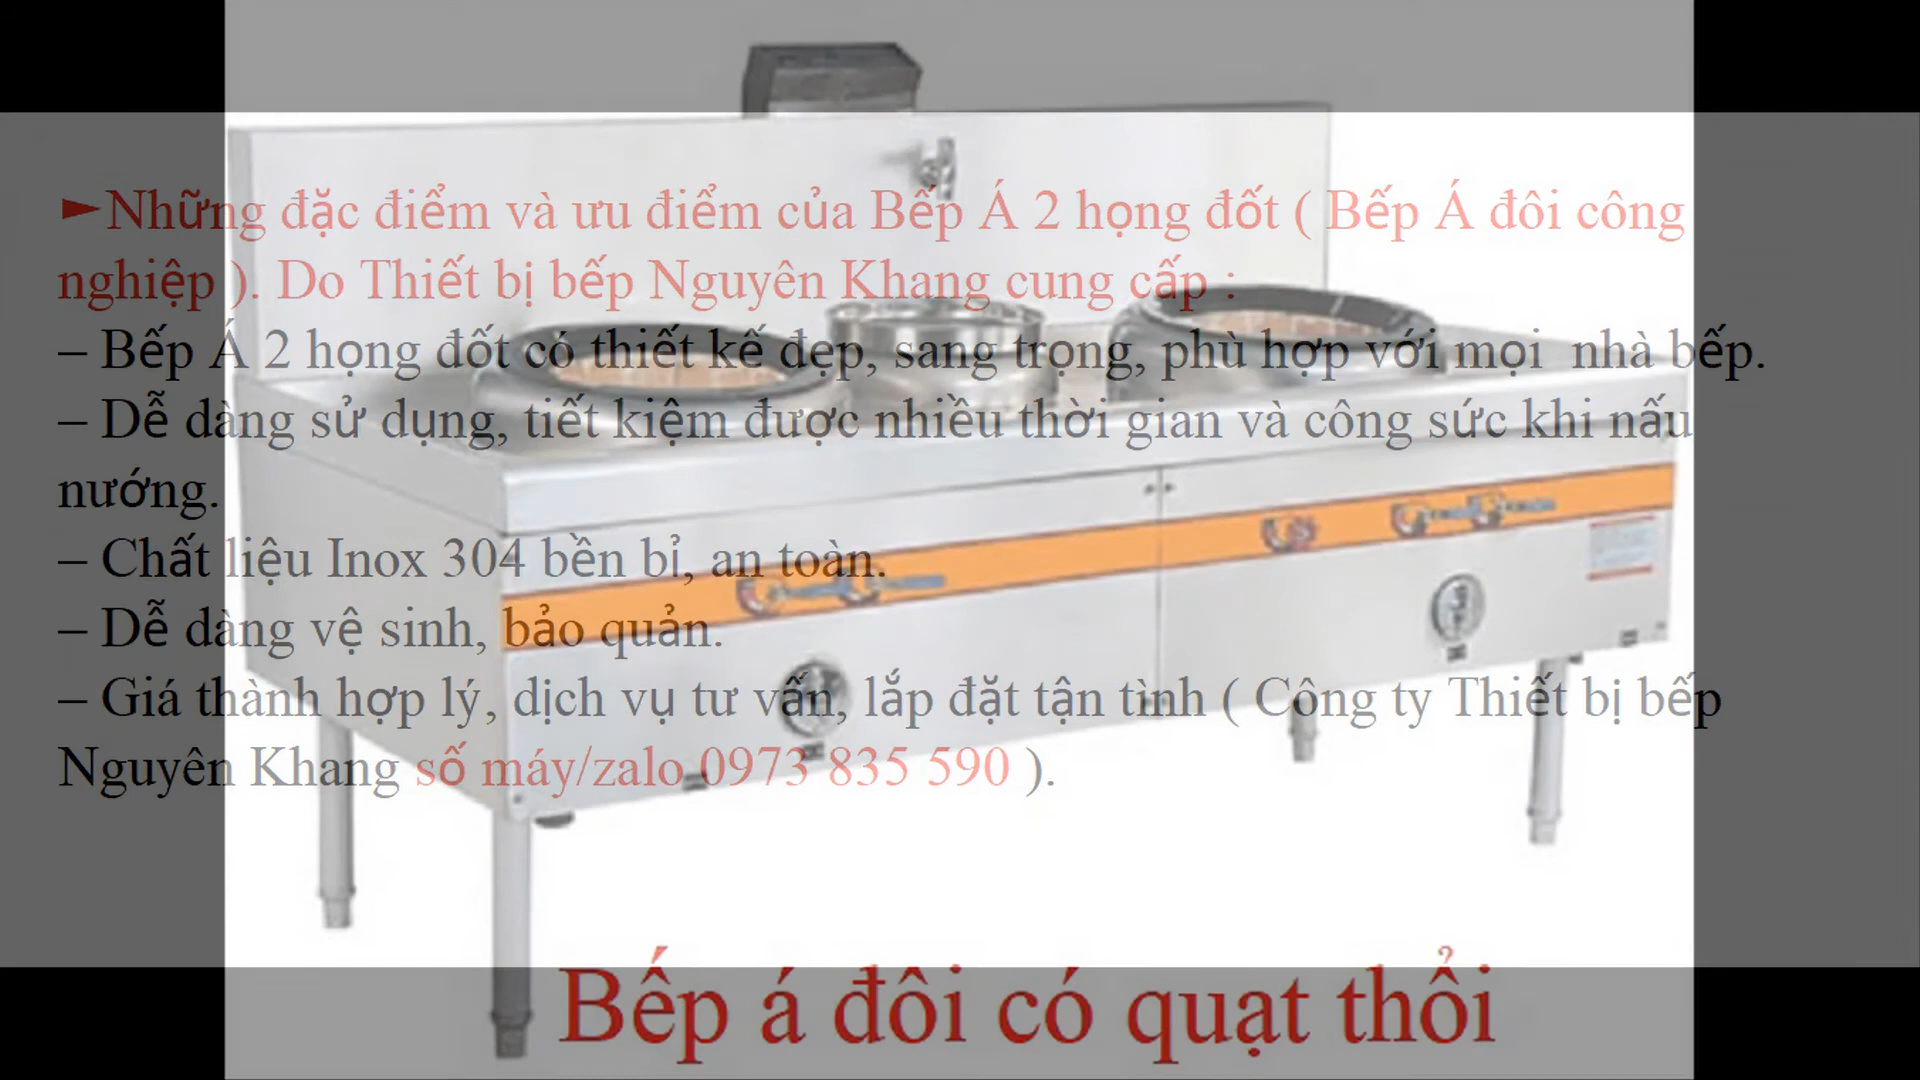 ►Những đặc điểm và ưu điểm của Bếp Á 2 họng đốt ( Bếp Á đôi công
nghiệp ). Do Thiết bị bếp Nguyên Khang cung cấp :
– Bếp Á 2 họng đốt có thiết kế đẹp, sang trọng, phù hợp với mọi nhà bếp.
– Dễ dàng sử dụng, tiết kiệm được nhiều thời gian và công sức khi nấu
nướng.
– Chất liệu Inox 304 bền bỉ, an toàn.
– Dễ dàng vệ sinh, bảo quản.
– Giá thành hợp lý, dịch vụ tư vấn, lắp đặt tận tình ( Công ty Thiết bị bếp
Nguyên Khang số máy/zalo 0973 835 590 ).
Bếp á đôi có quạt thổi